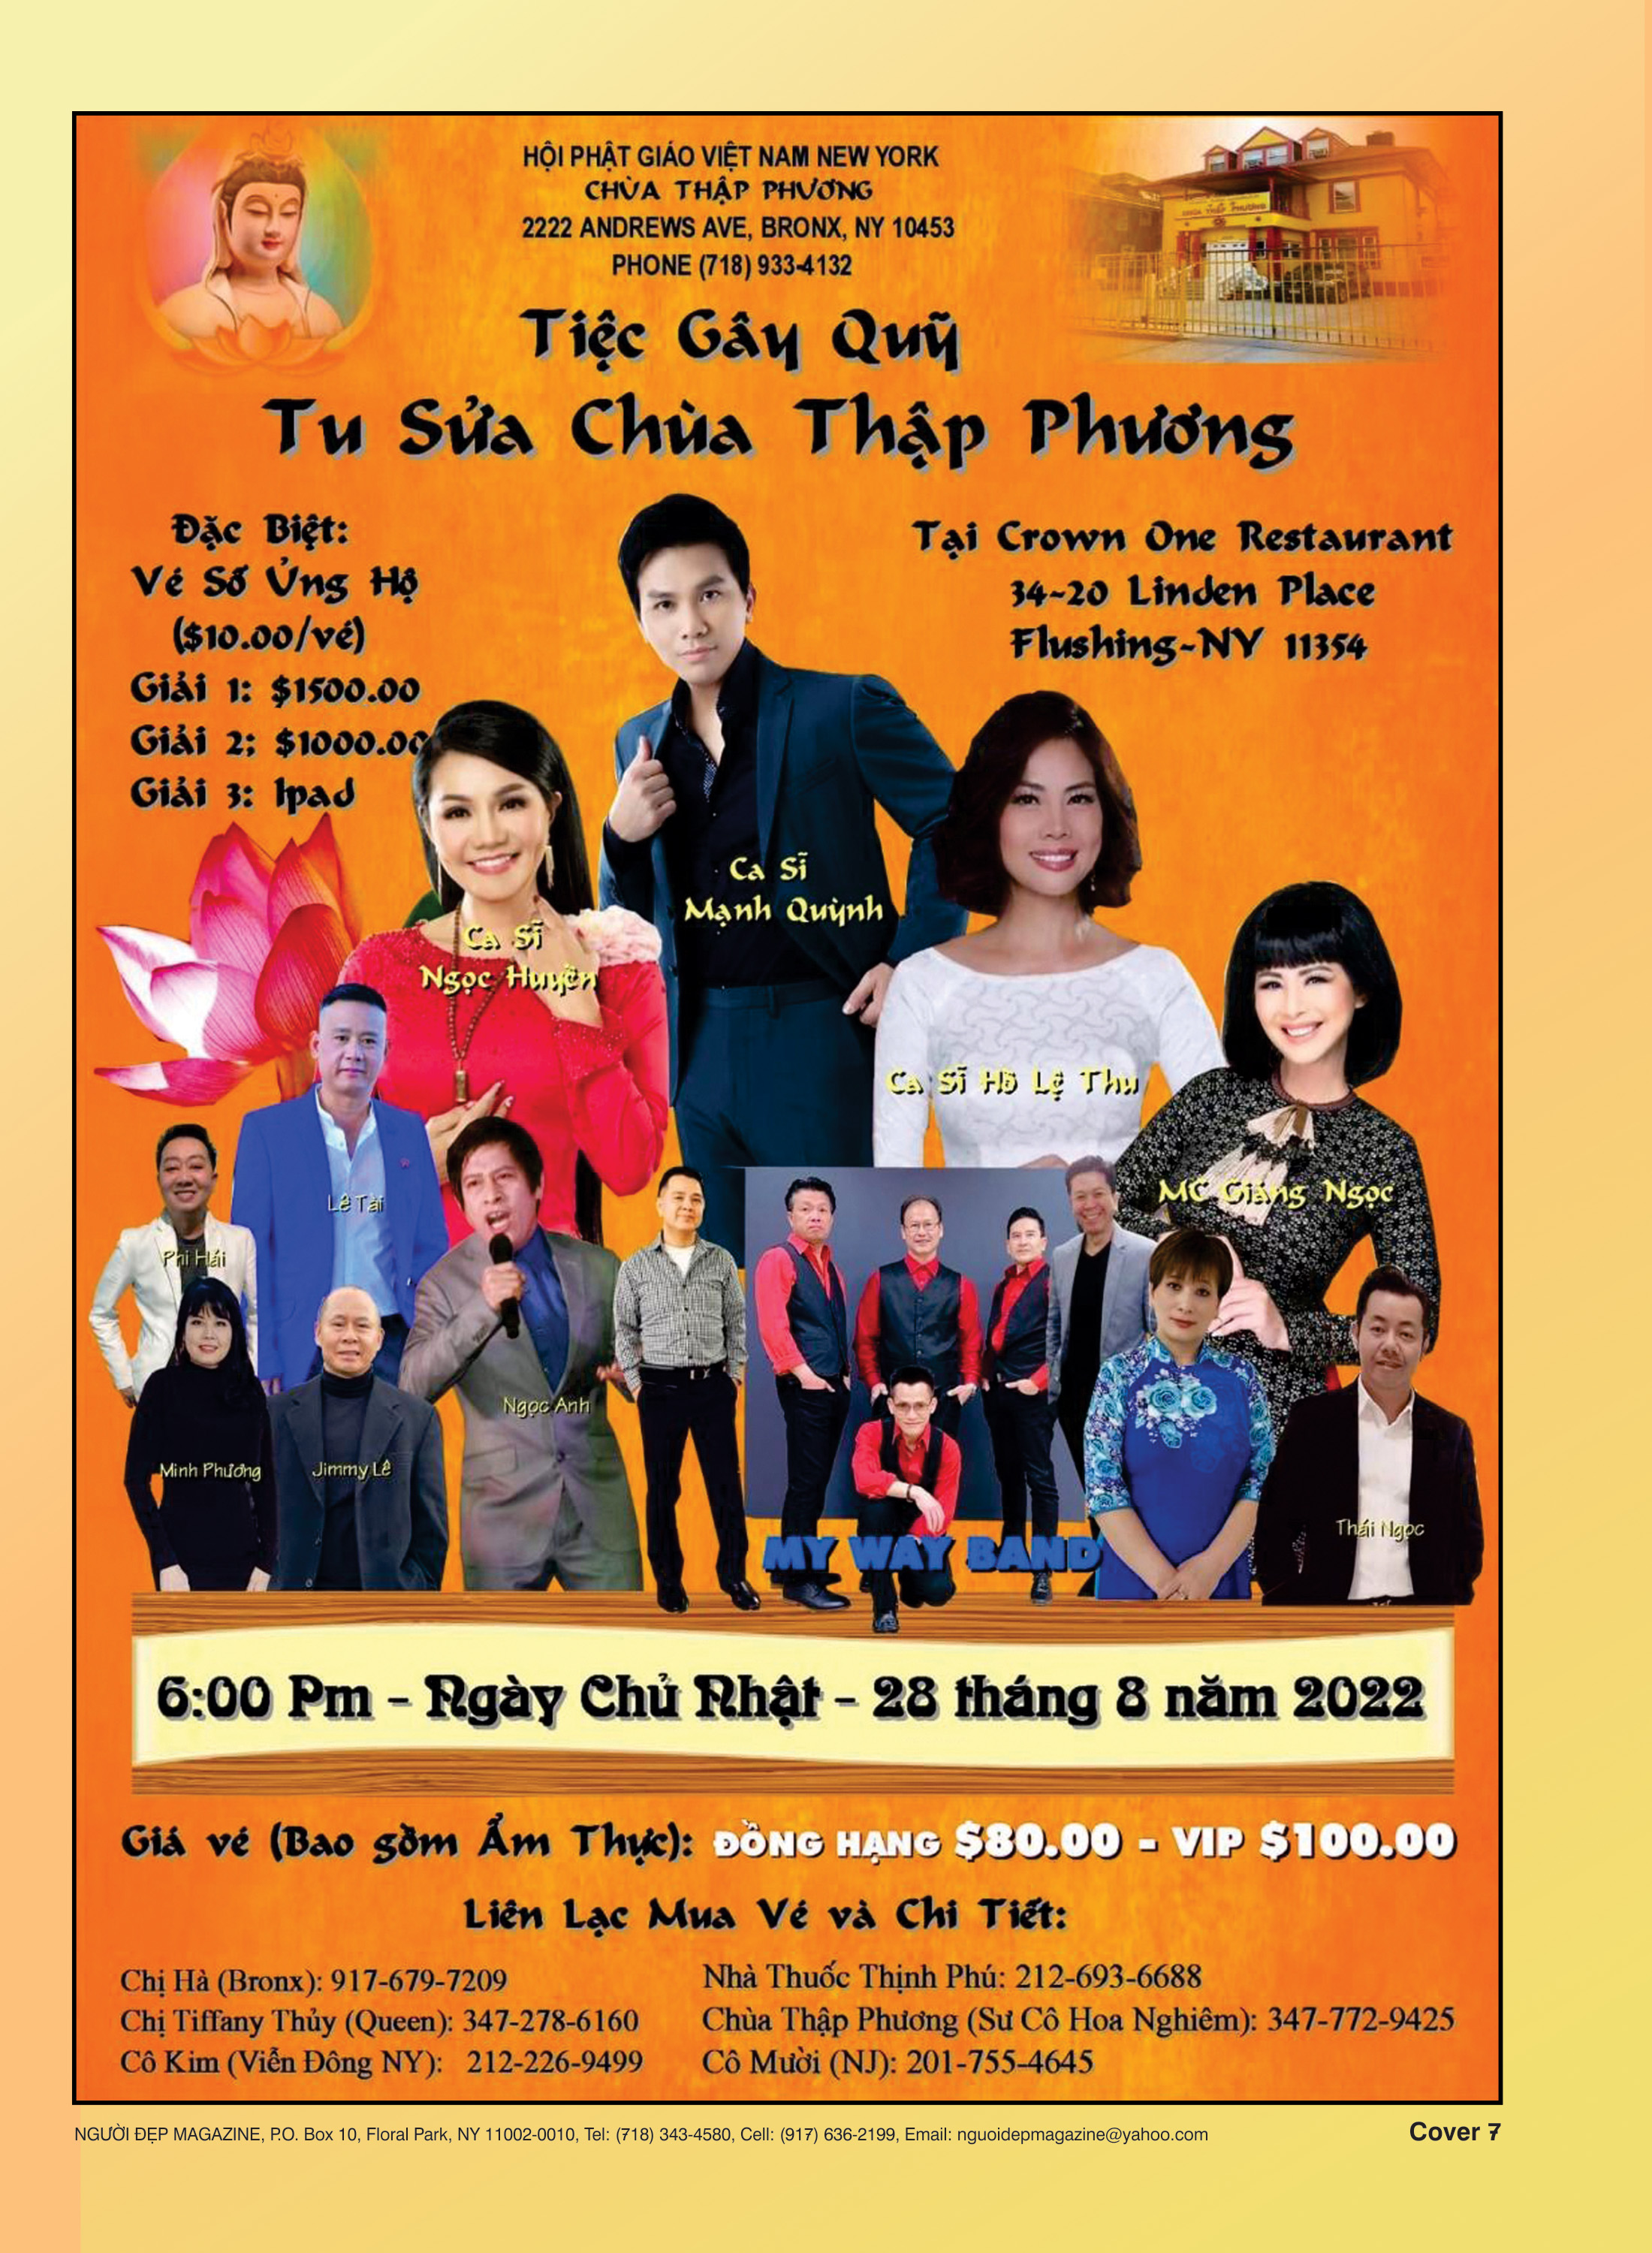 HỘI PHẬT GIÁO VIỆT NAM NEW YORK
CHÙA THẬP PHƯƠNG
2222 ANDREWS AVE, BRONX, NY 10453
PHONE (718) 933-4132
Tiệc Gây Quỹ
Tu Sửa Chùa Thập Phương
Đặc Biệt:
Vé Số Ủng Hộ
($10.00/vé)
Giải 1: $1500.00
Giải 2; $1000.00
Giải 3: Ipad
Tại Crown One Restaurant
34-20 Linden Place
Flushing-NY 11354
CHÙA THẬP PHƯƠNG
Ca Sĩ
Mạnh Quỳnh
Ca Sĩ
Ngọc Huyền
Ca Sĩ Hồ Lệ Thu
MC Giáng Ngọc
Lê Tài
Phi Hải
Ngọc Anh
Minh Phương
Jimmy Lê
Thái Ngọc
MY WAY BAND
6:00 Pm - Ngày Chủ Nhật - 28 tháng 8 năm 2022
Giá vé (Bao gồm Ẩm Thực): ĐỒNG HẠNG $80.00 - VIP $100.00
Liên Lạc Mua Vé và Chi Tiết:
Chị Hà (Bronx): 917-679-7209
Chị Tiffany Thủy (Queen): 347-278-6160
Cô Kim (Viễn Đông NY): 212-226-9499
Nhà Thuốc Thịnh Phú: 212-693-6688
Chùa Thập Phương (Sư Cô Hoa Nghiêm): 347-772-9425
Cô Mười (NJ): 201-755-4645
NGƯỜI ĐẸP MAGAZINE, P.O. Box 10, Floral Park, NY 11002-0010, Tel: (718) 343-4580, Cell: (917) 636-2199, Email: nguoidepmagazine@yahoo.com
Cover 7